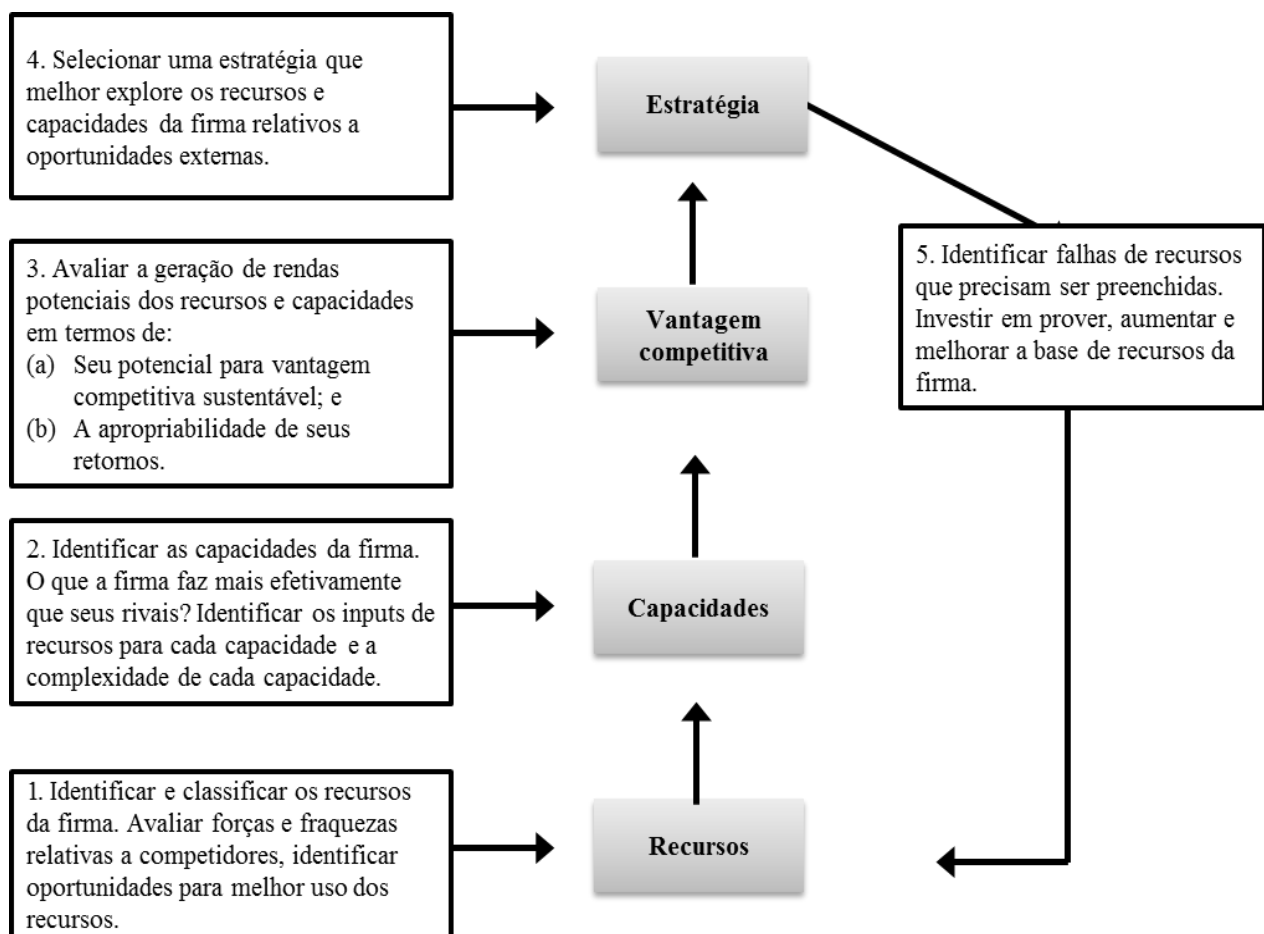 4. Selecionar uma estratégia que
melhor explore os recursos e
capacidades da firma relativos a
oportunidades externas.
Estratégia
3. Avaliar a geração de rendas
potenciais dos recursos e capacidades
em termos de:
(a) Seu potencial para vantagem
competitiva sustentável; e
(b) A apropriabilidade de seus
retornos.
Vantagem
competitiva
5. Identificar falhas de recursos
que precisam ser preenchidas.
Investir em prover, aumentar e
melhorar a base de recursos da
firma.
2. Identificar as capacidades da firma.
O que a firma faz mais efetivamente
que seus rivais? Identificar os inputs de
recursos para cada capacidade e a
complexidade de cada capacidade.
Capacidades
1. Identificar e classificar os recursos
da firma. Avaliar forças e fraquezas
relativas a competidores, identificar
oportunidades para melhor uso dos
recursos.
Recursos